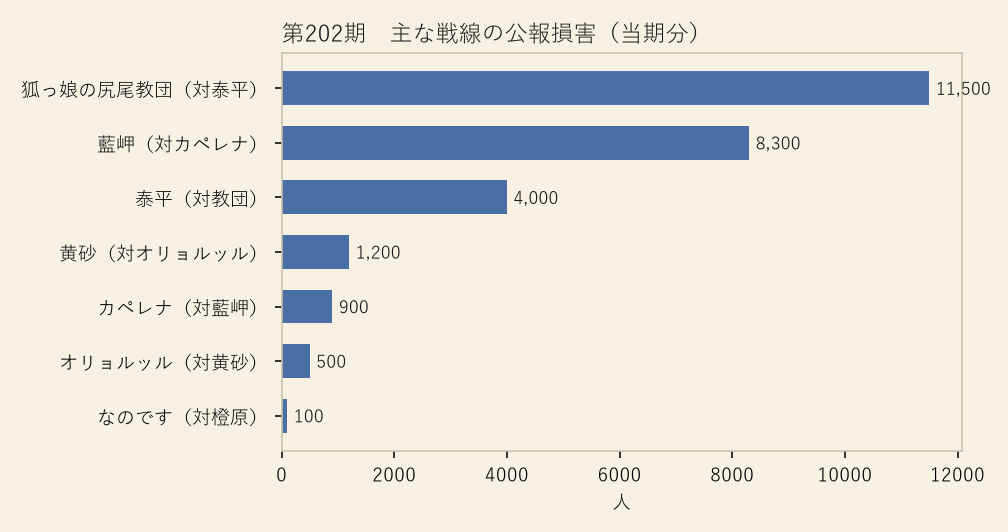 第202期　主な戦線の公報損害（当期分）
狐っ娘の尻尾教団（対泰平） 11,500
藍岬（対カペレナ） 8,300
泰平（対教団） 4,000
黄砂（対オリョルッル） 1,200
カペレナ（対藍岬） 900
オリョルッル（対黄砂） 500
なのです（対橙原） 100
0 2000 4000 6000 8000 10000 12000
人